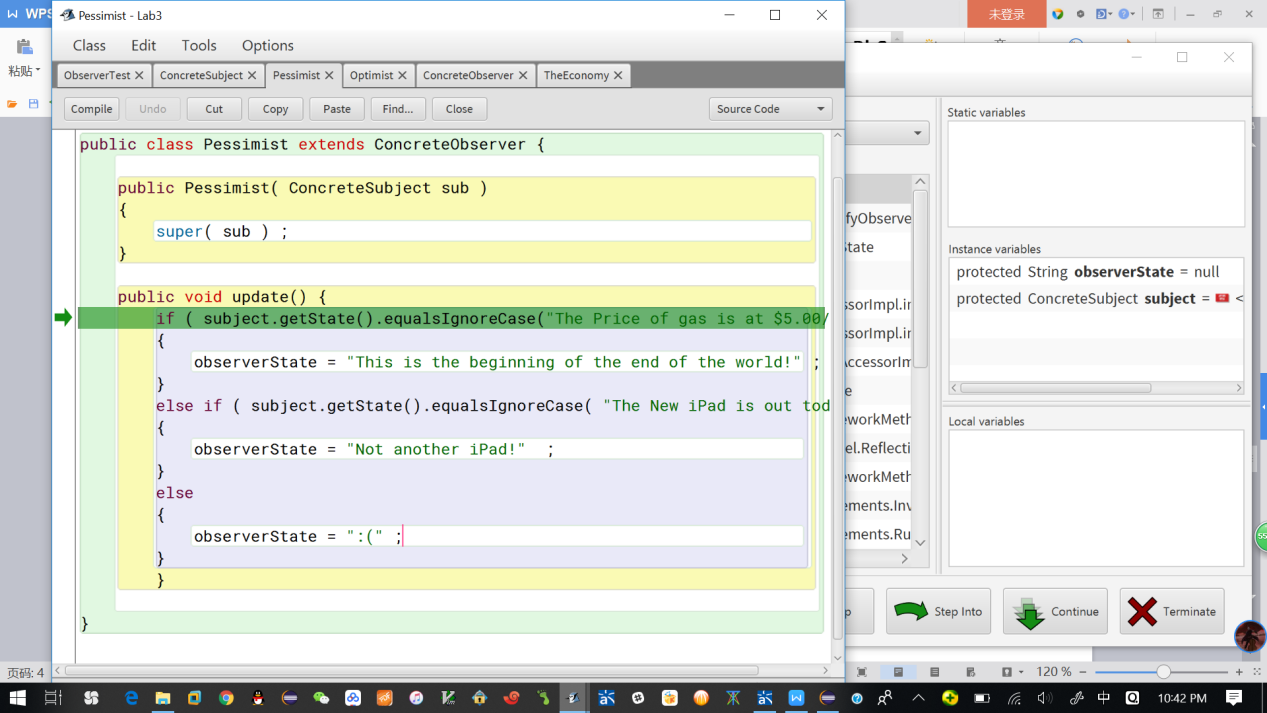 WPS
Pessimist - Lab3
未登录
Class Edit Tools Options
粘贴
ObserverTest ConcreteSubject Pessimist Optimist ConcreteObserver TheEconomy
Compile Undo Cut Copy Paste Find... Close Source Code
public class Pessimist extends ConcreteObserver {
public Pessimist( ConcreteSubject sub )
{
super( sub ) ;
}
public void update() {
if ( subject.getState().equalsIgnoreCase("The Price of gas is at $5.00/
{
observerState = "This is the beginning of the end of the world!" ;
}
else if ( subject.getState().equalsIgnoreCase( "The New iPad is out tod
{
observerState = "Not another iPad!" ;
}
else
{
observerState = ":(" ;
}
}
}
fyObserve
State
ssorImpl.in
ssorImpl.in
AccessorIm
e
eworkMeth
el.Reflecti
eworkMeth
ements.Inv
ements.Ru
Static variables
Instance variables
protected String observerState = null
protected ConcreteSubject subject = <
Local variables
p Step Into Continue Terminate
55
页码: 4
120 %
中
10:42 PM